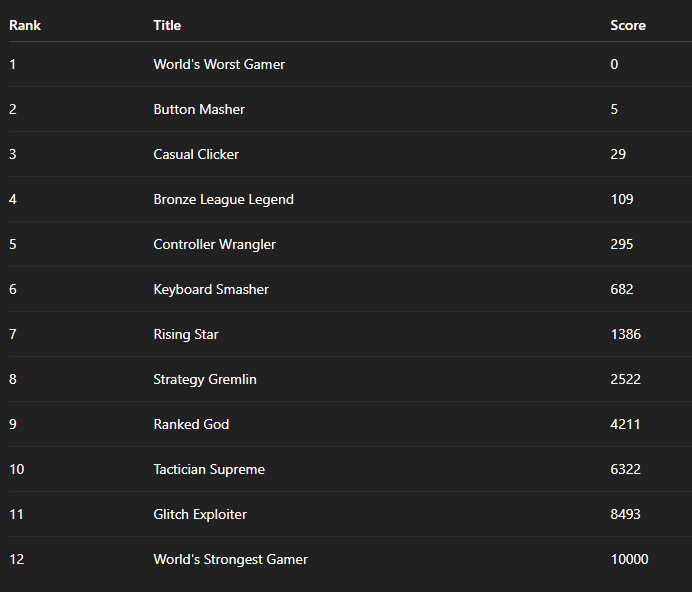 Rank Title Score
1 World's Worst Gamer 0
2 Button Masher 5
3 Casual Clicker 29
4 Bronze League Legend 109
5 Controller Wrangler 295
6 Keyboard Smasher 682
7 Rising Star 1386
8 Strategy Gremlin 2522
9 Ranked God 4211
10 Tactician Supreme 6322
11 Glitch Exploiter 8493
12 World's Strongest Gamer 10000